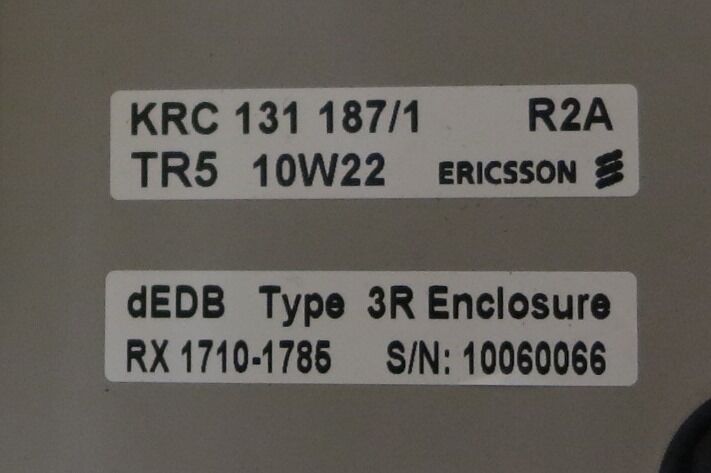 KRC 131 187/1 R2A
TR5 10W22 ERICSSON
dEDB Type 3R Enclosure
RX 1710-1785 S/N: 10060066